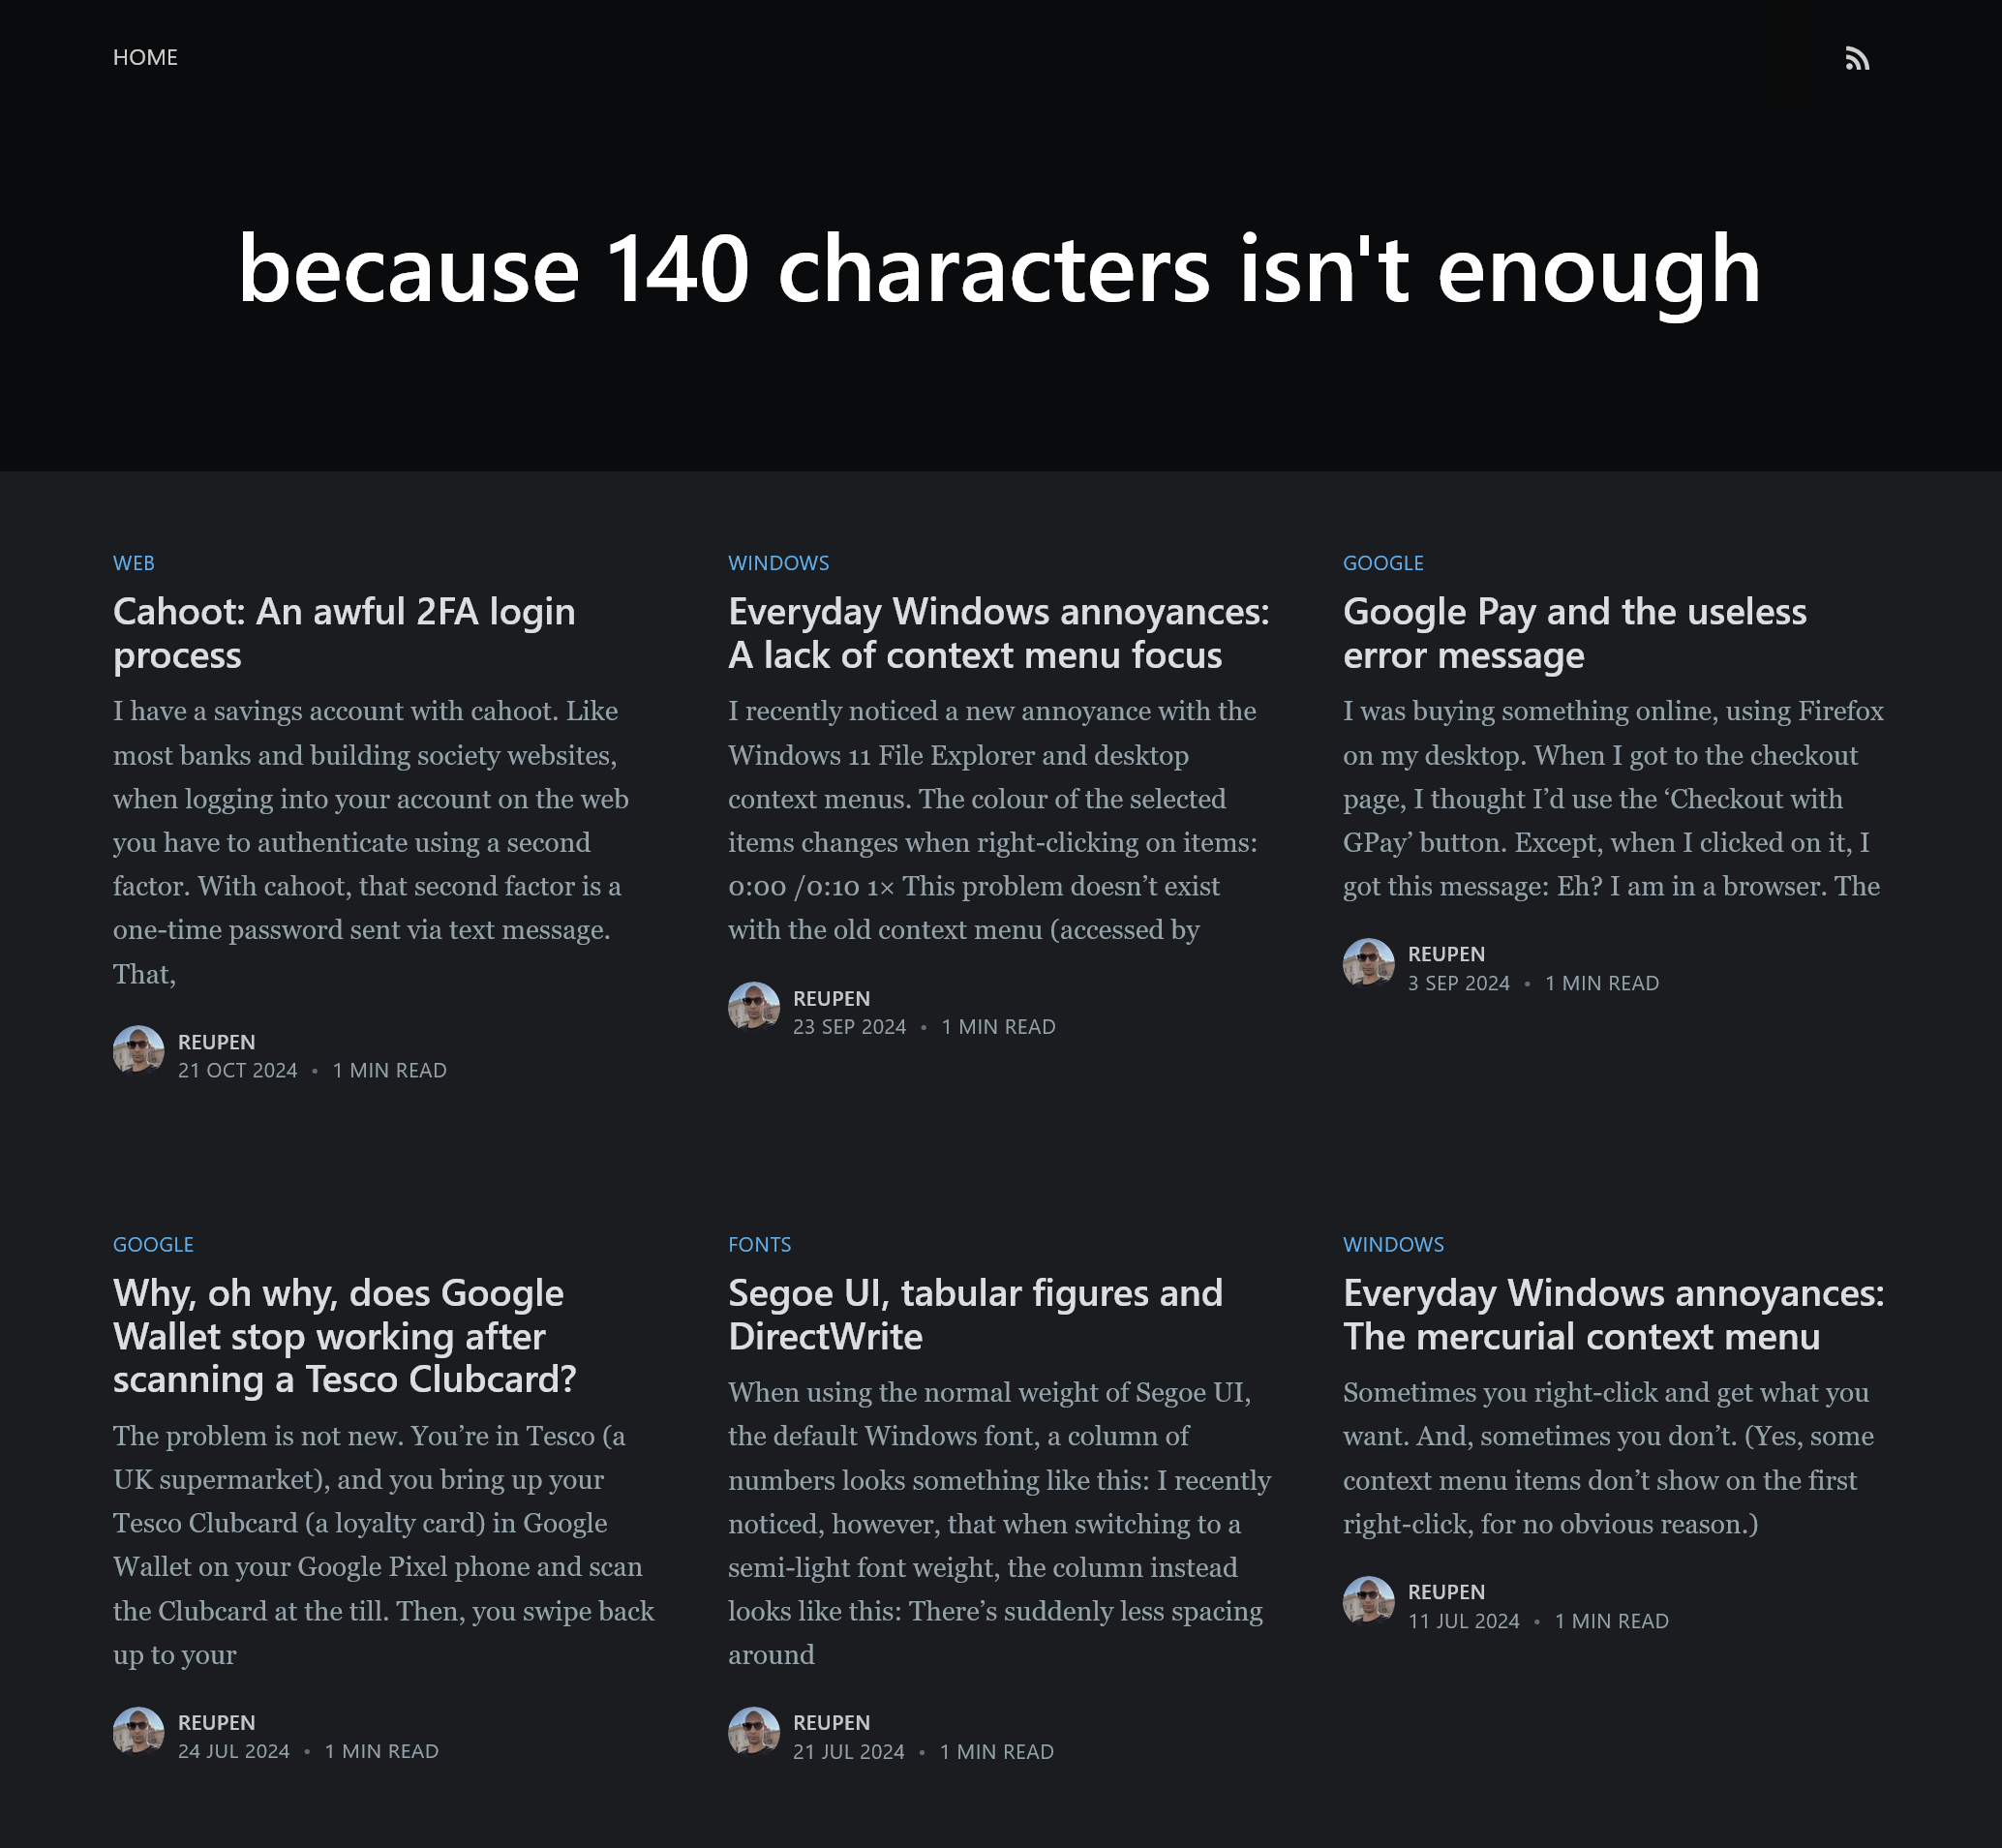 HOME
because 140 characters isn't enough
WEB
Cahoot: An awful 2FA login
process
I have a savings account with cahoot. Like
most banks and building society websites,
when logging into your account on the web
you have to authenticate using a second
factor. With cahoot, that second factor is a
one-time password sent via text message.
That,
REUPEN
21 OCT 2024 • 1 MIN READ
WINDOWS
Everyday Windows annoyances:
A lack of context menu focus
I recently noticed a new annoyance with the
Windows 11 File Explorer and desktop
context menus. The colour of the selected
items changes when right-clicking on items:
0:00 /0:10 1× This problem doesn’t exist
with the old context menu (accessed by
REUPEN
23 SEP 2024 • 1 MIN READ
GOOGLE
Google Pay and the useless
error message
I was buying something online, using Firefox
on my desktop. When I got to the checkout
page, I thought I’d use the ‘Checkout with
GPay’ button. Except, when I clicked on it, I
got this message: Eh? I am in a browser. The
REUPEN
3 SEP 2024 • 1 MIN READ
GOOGLE
Why, oh why, does Google
Wallet stop working after
scanning a Tesco Clubcard?
The problem is not new. You’re in Tesco (a
UK supermarket), and you bring up your
Tesco Clubcard (a loyalty card) in Google
Wallet on your Google Pixel phone and scan
the Clubcard at the till. Then, you swipe back
up to your
REUPEN
24 JUL 2024 • 1 MIN READ
FONTS
Segoe UI, tabular figures and
DirectWrite
When using the normal weight of Segoe UI,
the default Windows font, a column of
numbers looks something like this: I recently
noticed, however, that when switching to a
semi-light font weight, the column instead
looks like this: There’s suddenly less spacing
around
REUPEN
21 JUL 2024 • 1 MIN READ
WINDOWS
Everyday Windows annoyances:
The mercurial context menu
Sometimes you right-click and get what you
want. And, sometimes you don’t. (Yes, some
context menu items don’t show on the first
right-click, for no obvious reason.)
REUPEN
11 JUL 2024 • 1 MIN READ